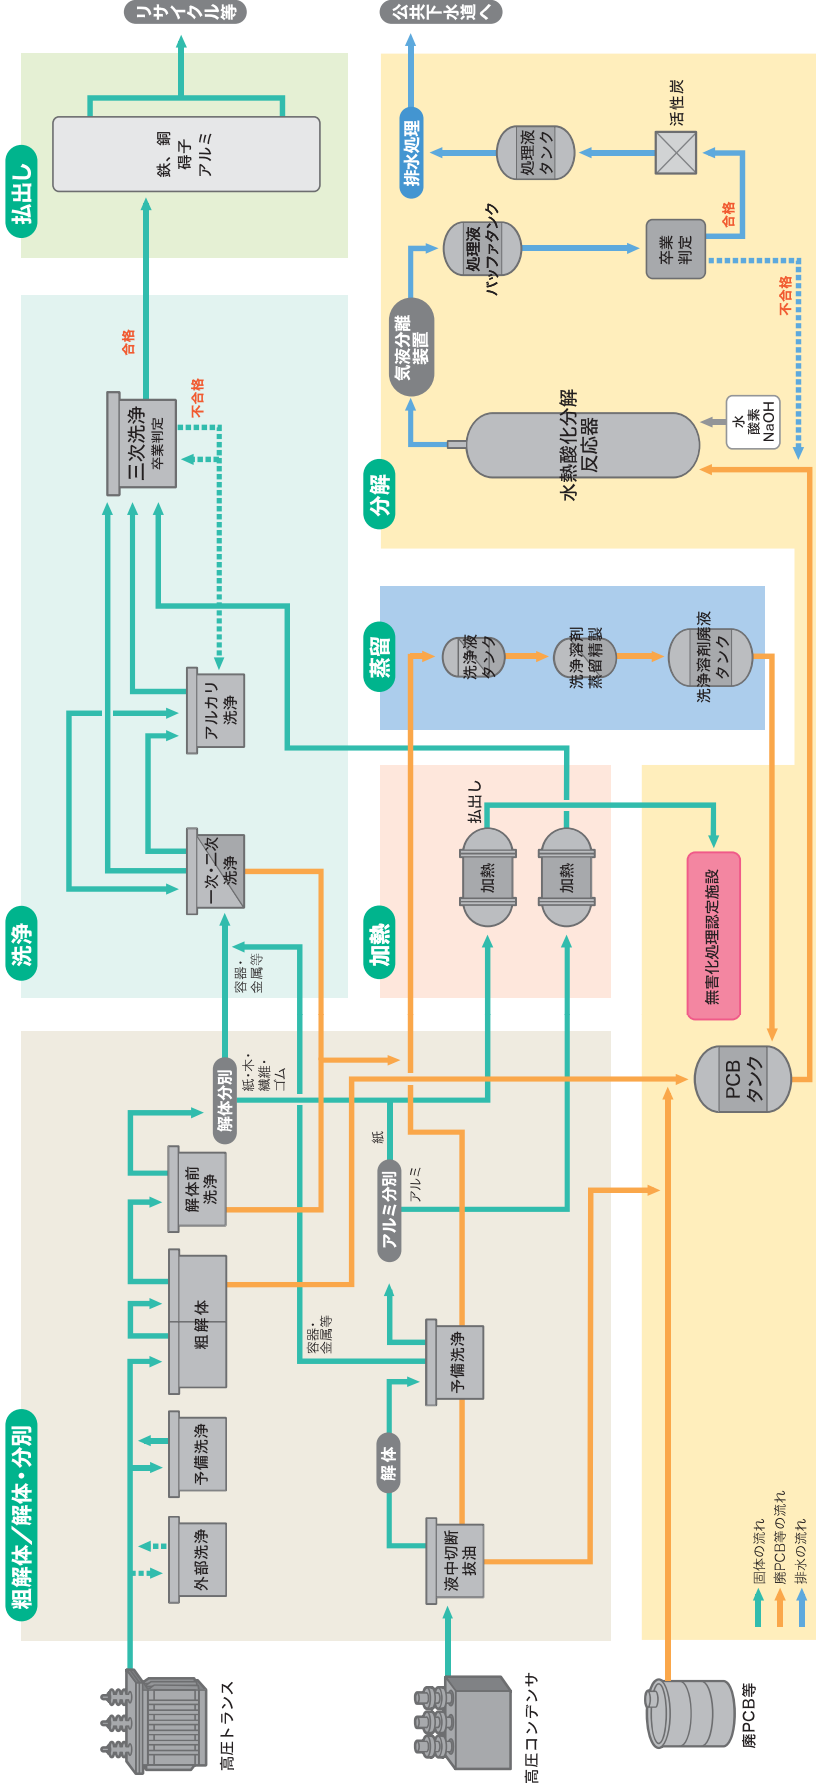 粗解体／解体・分別
洗浄
払出し
高圧トランス
外部洗浄
予備洗浄
粗解体
解体前
洗浄
解体分別
紙・木・
繊維・
ゴム
容器・
金属等
一次・二次
洗浄
アルカリ
洗浄
三次洗浄
卒業判定
合格
不合格
鉄、銅
碍子
アルミ
リサイクル等
高圧コンデンサ
液中切断
抜油
解体
予備洗浄
容器・
金属等
アルミ分別
紙
アルミ
加熱
加熱
加熱
払出し
無害化処理認定施設
蒸留
洗浄液
タンク
洗浄溶剤
蒸留精製
洗浄溶剤廃液
タンク
分解
水熱酸化分解
反応器
水
酸素
NaOH
気液分離
装置
処理液
バッファタンク
卒業
判定
合格
不合格
活性炭
処理液
タンク
排水処理
公共下水道へ
廃PCB等
PCB
タンク
固体の流れ
廃PCB等の流れ
排水の流れ